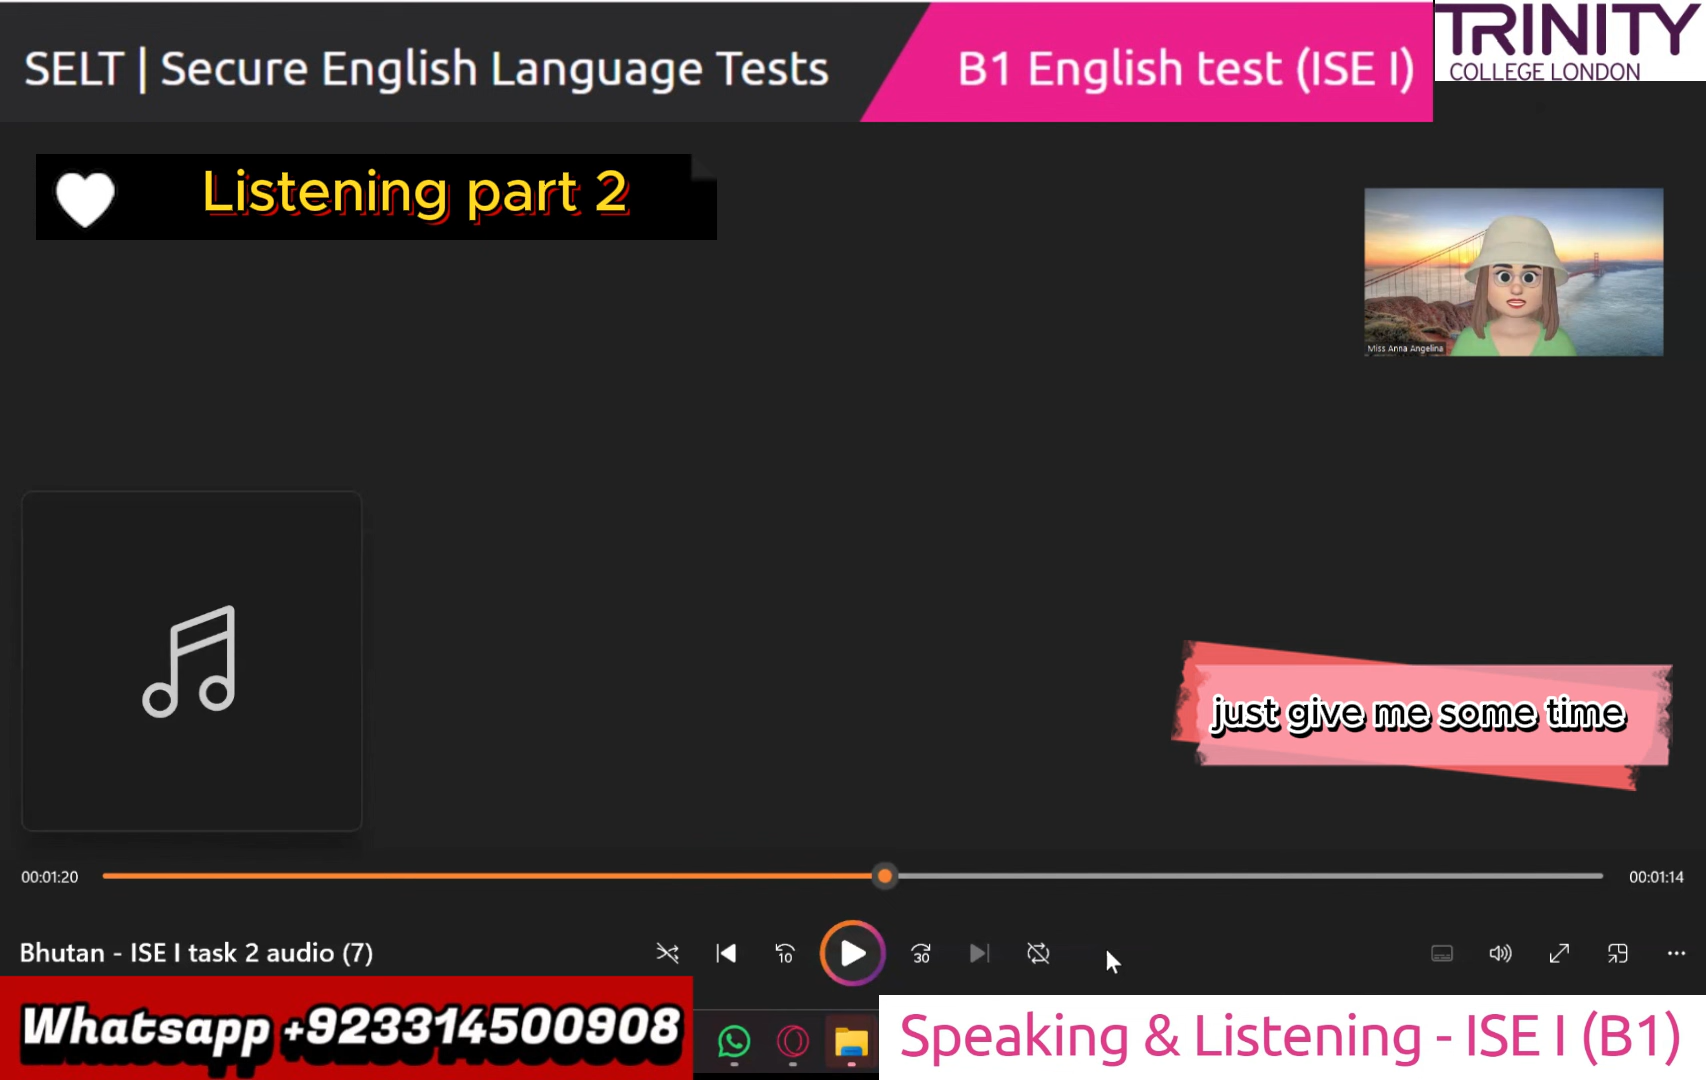 SELT | Secure English Language Tests
B1 English test (ISE I)
TRINITY
COLLEGE LONDON
Listening part 2
Miss Anna Angelina
just give me some time
00:01:20
00:01:14
Bhutan - ISE I task 2 audio (7)
10
30
Whatsapp +923314500908
Speaking & Listening - ISE I (B1)